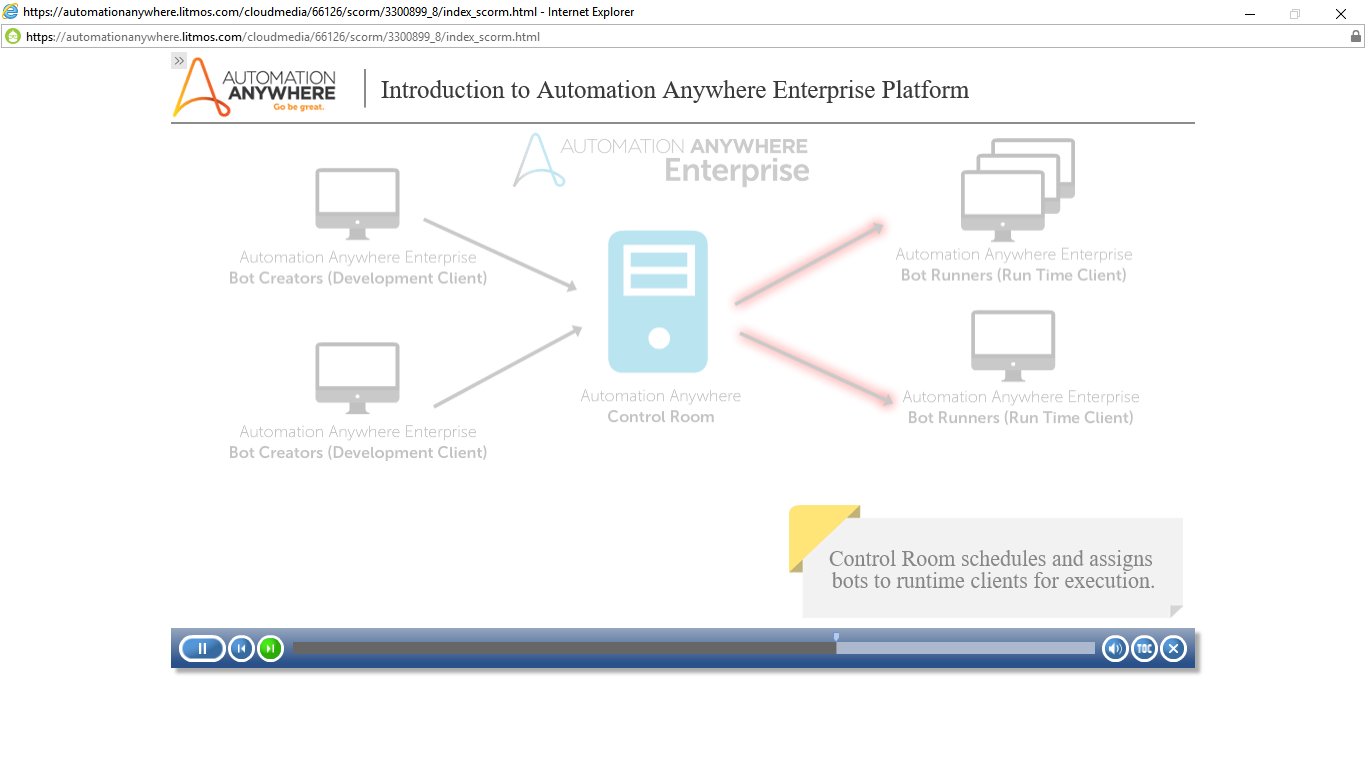 https://automationanywhere.litmos.com/cloudmedia/66126/scorm/3300899_8/index_scorm.html - Internet Explorer
https://automationanywhere.litmos.com/cloudmedia/66126/scorm/3300899_8/index_scorm.html
AUTOMATION
ANYWHERE
Go be great.
Introduction to Automation Anywhere Enterprise Platform
AUTOMATION ANYWHERE
Enterprise
Automation Anywhere Enterprise
Bot Creators (Development Client)
Automation Anywhere Enterprise
Bot Creators (Development Client)
Automation Anywhere
Control Room
Automation Anywhere Enterprise
Bot Runners (Run Time Client)
Automation Anywhere Enterprise
Bot Runners (Run Time Client)
Control Room schedules and assigns
bots to runtime clients for execution.
TOC